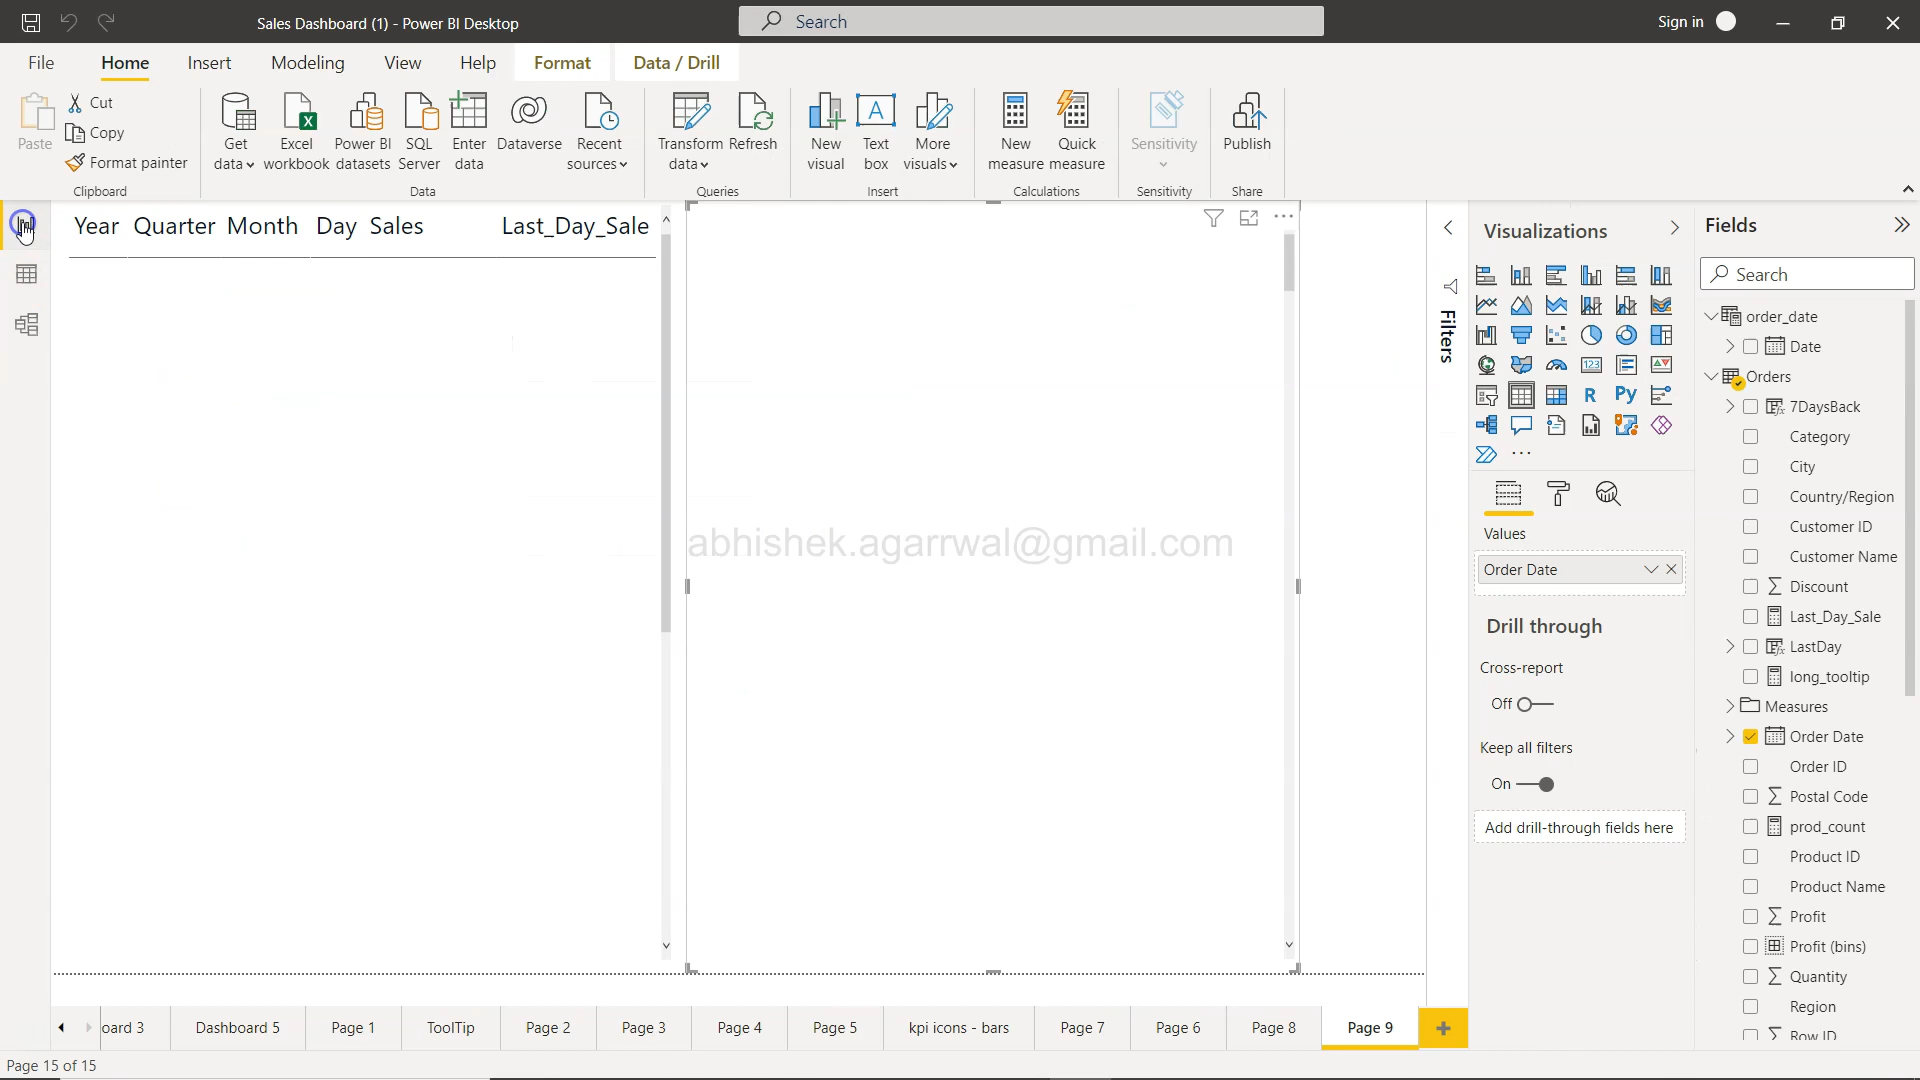 Sales Dashboard (1) - Power BI Desktop
Search
Sign in
File
Home
Insert
Modeling
View
Help
Format
Data / Drill
Paste
Cut
Copy
Format painter
Clipboard
Get data
Excel workbook
Power BI datasets
SQL Server
Enter data
Dataverse
Recent sources
Data
Transform data
Refresh
Queries
New visual
Text box
More visuals
Insert
New measure
Quick measure
Calculations
Sensitivity
Sensitivity
Publish
Share
Year Quarter Month Day Sales Last_Day_Sale
abhishek.agarrwal@gmail.com
Filters
Visualizations
R
Py
123
Values
Order Date
Drill through
Cross-report
Off
Keep all filters
On
Add drill-through fields here
Fields
Search
order_date
Date
Orders
7DaysBack
Category
City
Country/Region
Customer ID
Customer Name
Discount
Last_Day_Sale
LastDay
long_tooltip
Measures
Order Date
Order ID
Postal Code
prod_count
Product ID
Product Name
Profit
Profit (bins)
Quantity
Region
Row ID
oard 3
Dashboard 5
Page 1
ToolTip
Page 2
Page 3
Page 4
Page 5
kpi icons - bars
Page 7
Page 6
Page 8
Page 9
Page 15 of 15